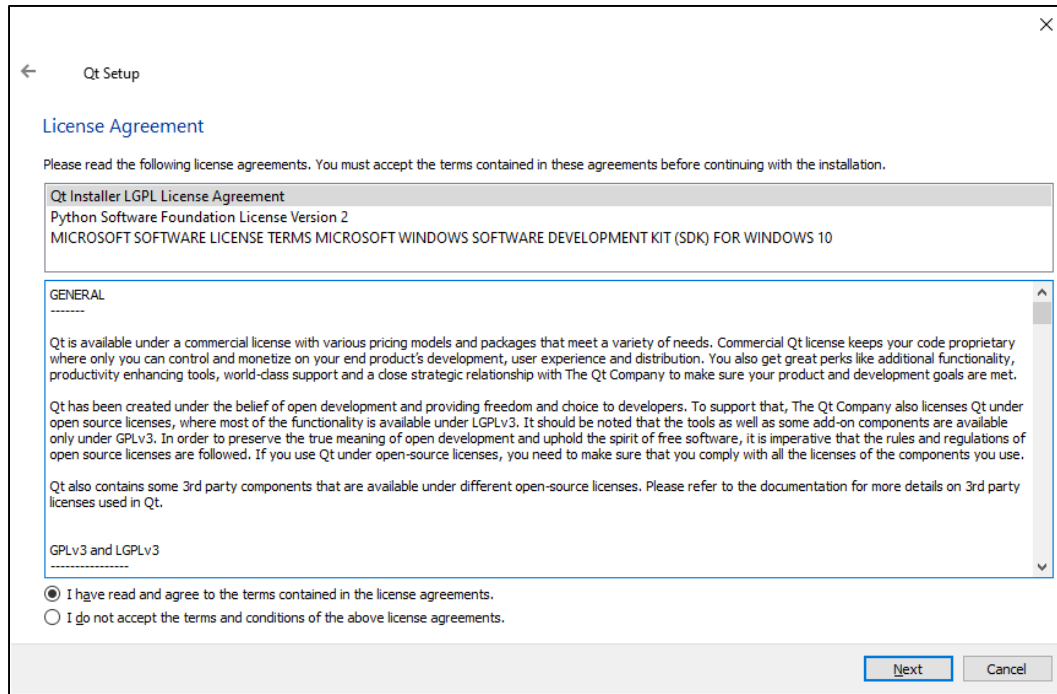 Qt Setup
License Agreement
Please read the following license agreements. You must accept the terms contained in these agreements before continuing with the installation.
Qt Installer LGPL License Agreement
Python Software Foundation License Version 2
MICROSOFT SOFTWARE LICENSE TERMS MICROSOFT WINDOWS SOFTWARE DEVELOPMENT KIT (SDK) FOR WINDOWS 10
GENERAL
-------
Qt is available under a commercial license with various pricing models and packages that meet a variety of needs. Commercial Qt license keeps your code proprietary
where only you can control and monetize on your end product's development, user experience and distribution. You also get great perks like additional functionality,
productivity enhancing tools, world-class support and a close strategic relationship with The Qt Company to make sure your product and development goals are met.
Qt has been created under the belief of open development and providing freedom and choice to developers. To support that, The Qt Company also licenses Qt under
open source licenses, where most of the functionality is available under LGPLv3. It should be noted that the tools as well as some add-on components are available
only under GPLv3. In order to preserve the true meaning of open development and uphold the spirit of free software, it is imperative that the rules and regulations of
open source licenses are followed. If you use Qt under open-source licenses, you need to make sure that you comply with all the licenses of the components you use.
Qt also contains some 3rd party components that are available under different open-source licenses. Please refer to the documentation for more details on 3rd party
licenses used in Qt.
GPLv3 and LGPLv3
----------------
I have read and agree to the terms contained in the license agreements.
I do not accept the terms and conditions of the above license agreements.
Next
Cancel